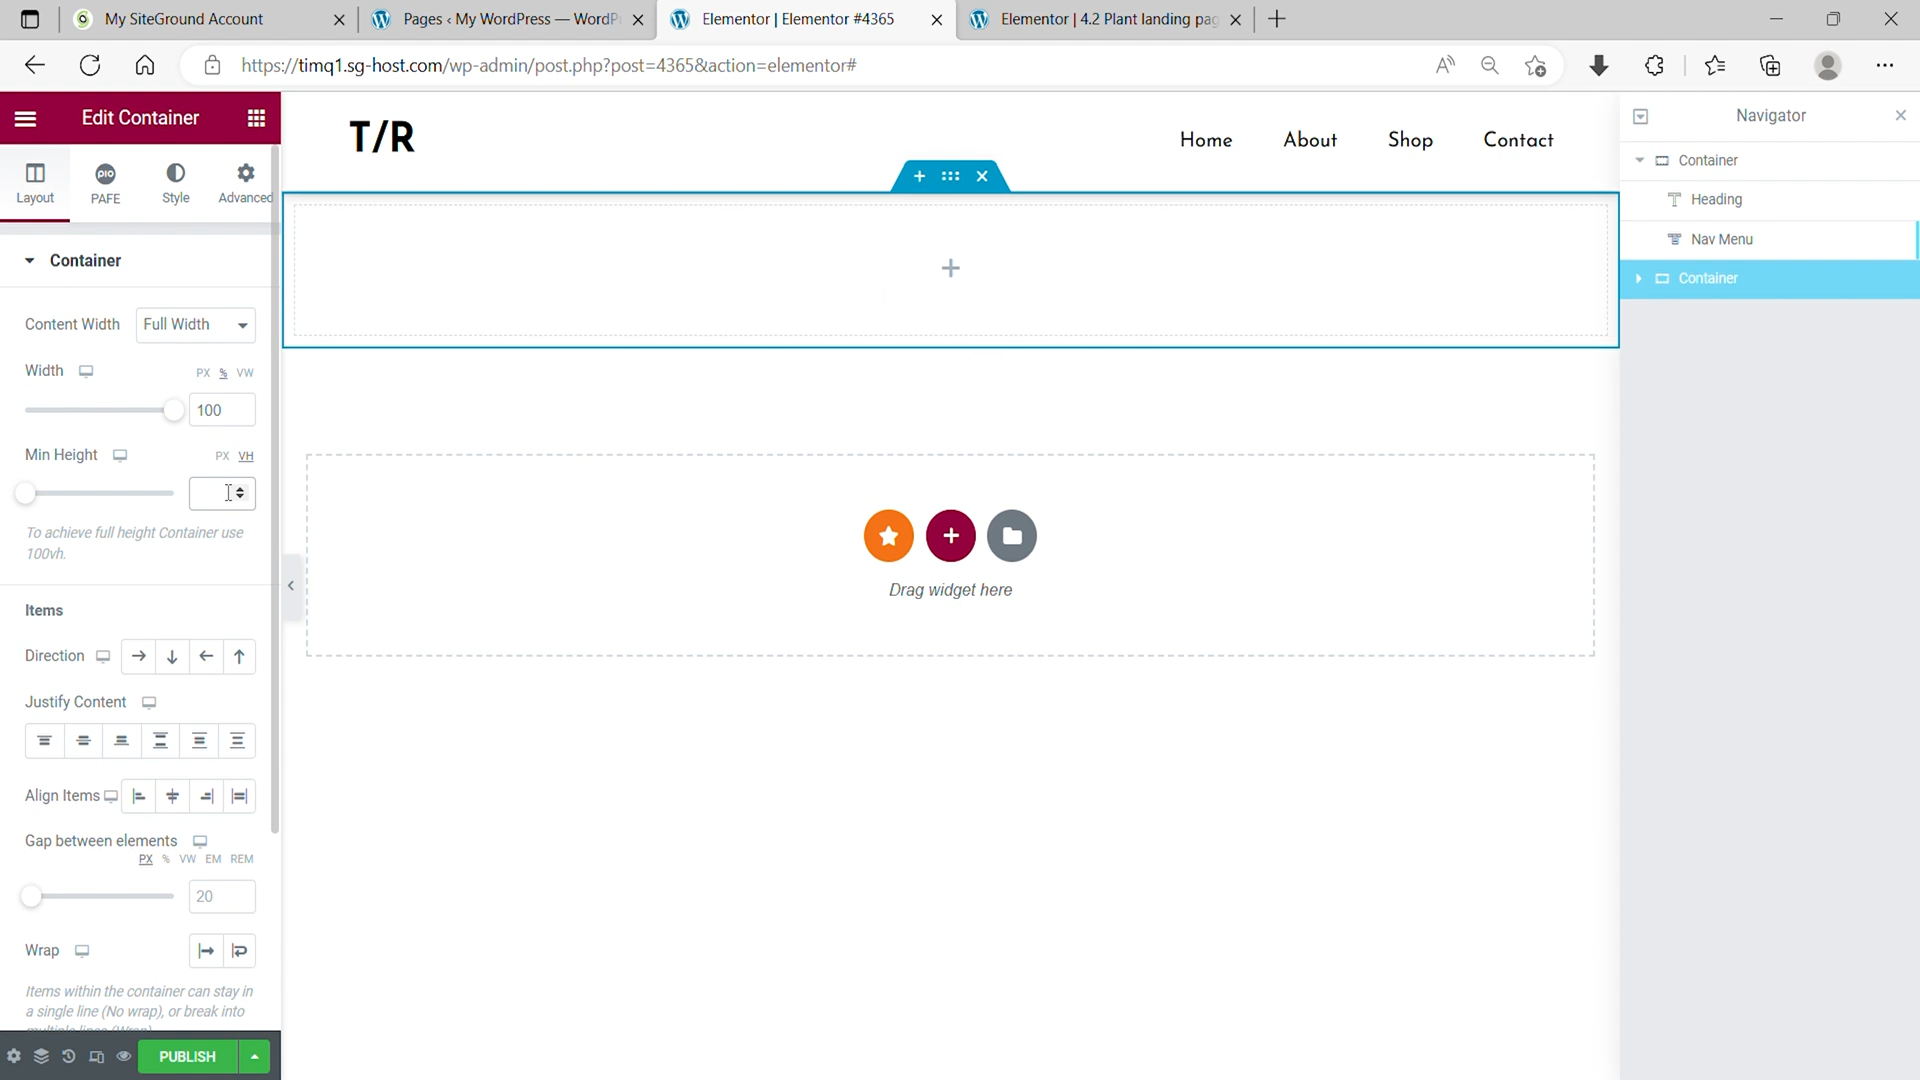 My SiteGround Account
Pages ‹ My WordPress — WordP
Elementor | Elementor #4365
Elementor | 4.2 Plant landing pag
https://timq1.sg-host.com/wp-admin/post.php?post=4365&action=elementor#
Edit Container
Layout PAFE Style Advanced
Container
Content Width Full Width
Width PX % VW
100
Min Height PX VH
To achieve full height Container use
100vh.
Items
Direction
Justify Content
Align Items
Gap between elements
PX % VW EM REM
20
Wrap
Items within the container can stay in
a single line (No wrap), or break into
multiple lines (Wrap).
PUBLISH
T/R
Home About Shop Contact
Drag widget here
Navigator
Container
Heading
Nav Menu
Container